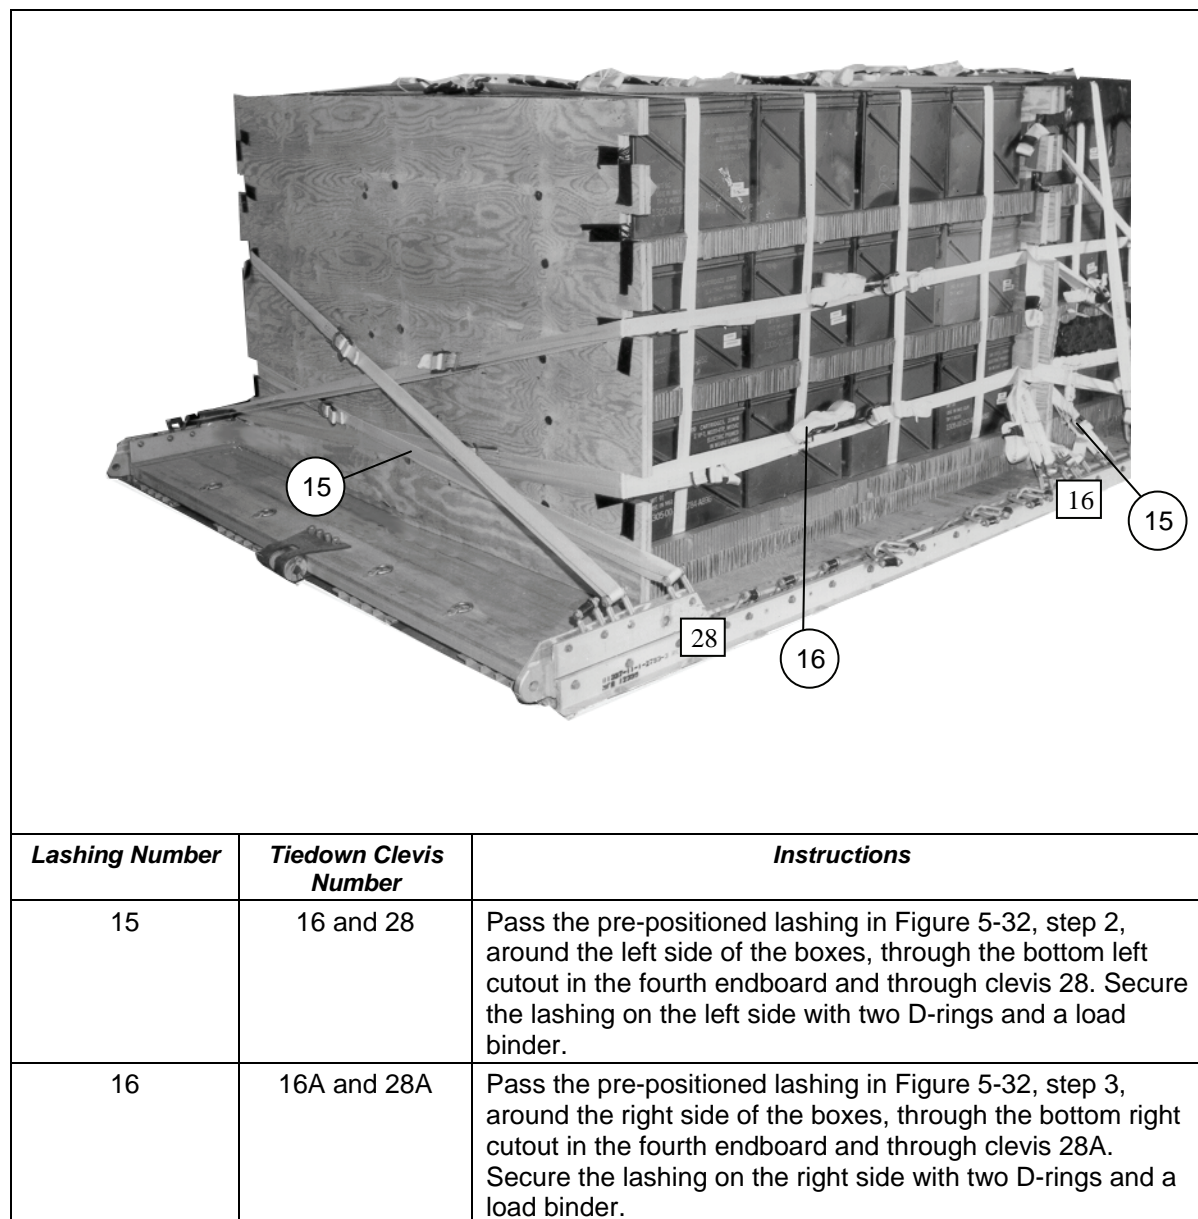 15
16
15
28
16
Lashing Number
Tiedown Clevis
Number
Instructions
15
16 and 28
Pass the pre-positioned lashing in Figure 5-32, step 2,
around the left side of the boxes, through the bottom left
cutout in the fourth endboard and through clevis 28. Secure
the lashing on the left side with two D-rings and a load
binder.
16
16A and 28A
Pass the pre-positioned lashing in Figure 5-32, step 3,
around the right side of the boxes, through the bottom right
cutout in the fourth endboard and through clevis 28A.
Secure the lashing on the right side with two D-rings and a
load binder.